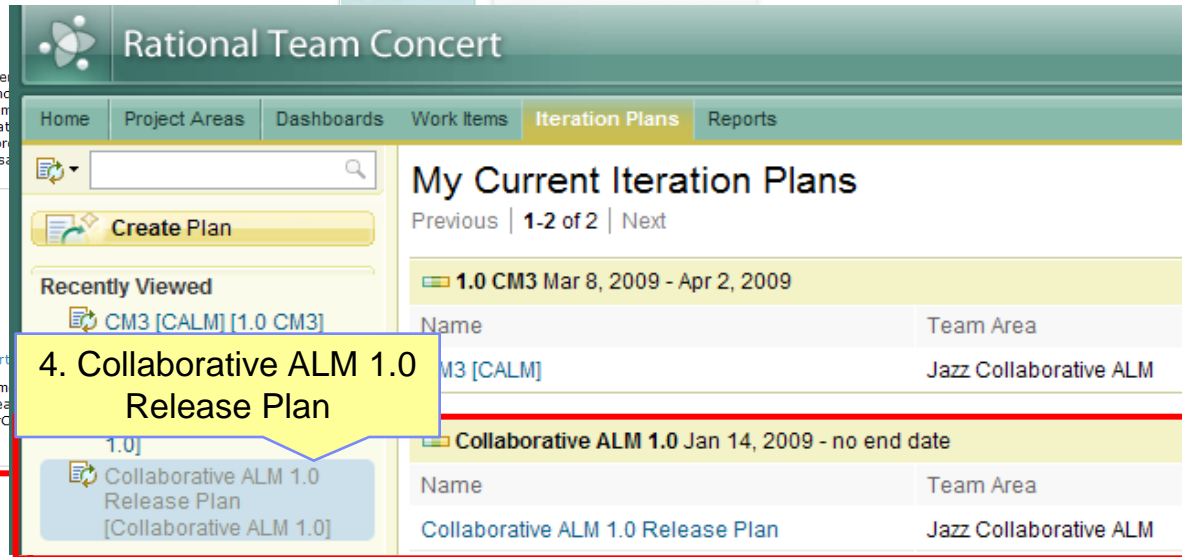 Rational Team Concert
Home Project Areas Dashboards Work Items Iteration Plans Reports
Create Plan
Recently Viewed
CM3 [CALM] [1.0 CM3]
4. Collaborative ALM 1.0
Release Plan
1.0]
Collaborative ALM 1.0
Release Plan
[Collaborative ALM 1.0]
My Current Iteration Plans
Previous | 1-2 of 2 | Next
1.0 CM3 Mar 8, 2009 - Apr 2, 2009
Name Team Area
M3 [CALM] Jazz Collaborative ALM
Collaborative ALM 1.0 Jan 14, 2009 - no end date
Name Team Area
Collaborative ALM 1.0 Release Plan Jazz Collaborative ALM